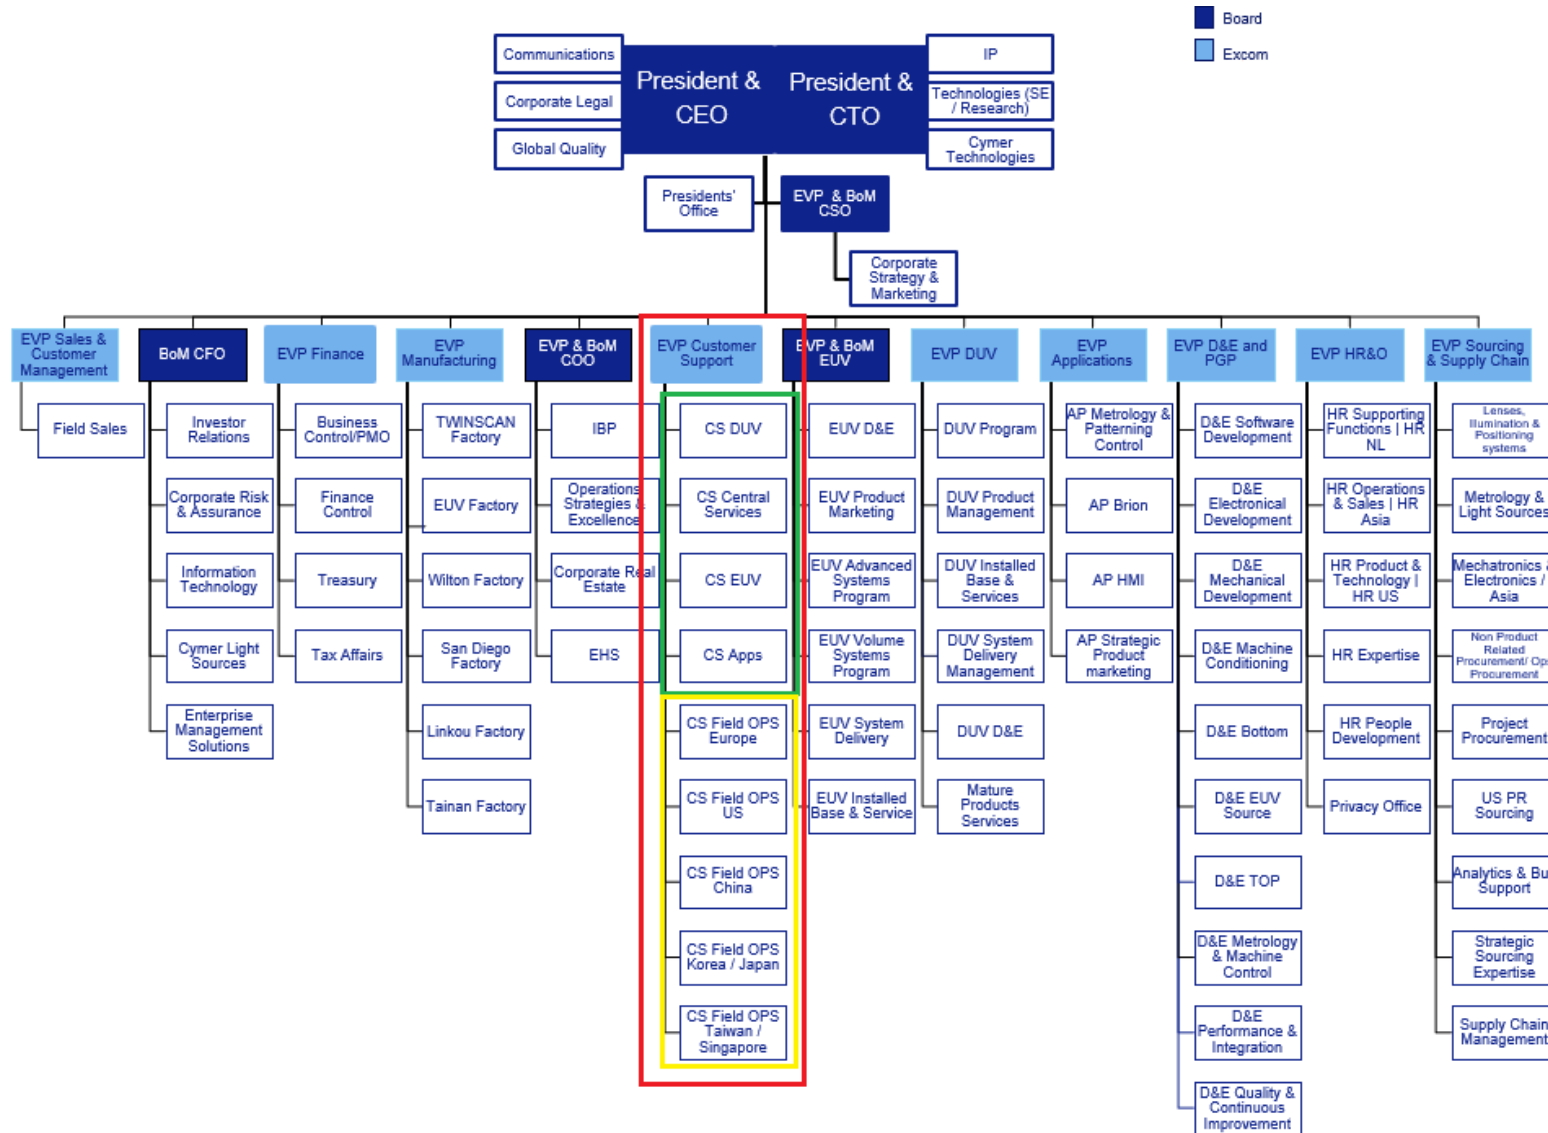 Board
Excom
Communications
Corporate Legal
Global Quality
President &
CEO
President &
CTO
IP
Technologies (SE
/ Research)
Cymer
Technologies
Presidents'
Office
EVP & BoM
CSO
Corporate
Strategy &
Marketing
EVP Sales &
Customer
Management
Field Sales
BoM CFO
Investor
Relations
Corporate Risk
& Assurance
Information
Technology
Cymer Light
Sources
Enterprise
Management
Solutions
EVP Finance
Business
Control/PMO
Finance
Control
Treasury
Tax Affairs
EVP
Manufacturing
TWINSCAN
Factory
EUV Factory
Wilton Factory
San Diego
Factory
Linkou Factory
Tainan Factory
EVP & BoM
COO
IBP
Operations
Strategies &
Excellence
Corporate Real
Estate
EHS
EVP Customer
Support
CS DUV
CS Central
Services
CS EUV
CS Apps
CS Field OPS
Europe
CS Field OPS
US
CS Field OPS
China
CS Field OPS
Korea / Japan
CS Field OPS
Taiwan /
Singapore
EVP & BoM
EUV
EUV D&E
EUV Product
Marketing
EUV Advanced
Systems
Program
EUV Volume
Systems
Program
EUV System
Delivery
EUV Installed
Base & Service
EVP DUV
DUV Program
DUV Product
Management
DUV Installed
Base &
Services
DUV System
Delivery
Management
DUV D&E
Mature
Products
Services
EVP
Applications
AP Metrology &
Patterning
Control
AP Brion
AP HMI
AP Strategic
Product
marketing
EVP D&E and
PGP
D&E Software
Development
D&E
Electronical
Development
D&E
Mechanical
Development
D&E Machine
Conditioning
D&E Bottom
D&E EUV
Source
D&E TOP
D&E Metrology
& Machine
Control
D&E
Performance &
Integration
D&E Quality &
Continuous
Improvement
EVP HR&O
HR Supporting
Functions | HR
NL
HR Operations
& Sales | HR
Asia
HR Product &
Technology |
HR US
HR Expertise
HR People
Development
Privacy Office
EVP Sourcing
& Supply Chain
Lenses,
Illumination &
Positioning
systems
Metrology &
Light Sources
Mechatronics &
Electronics /
Asia
Non Product
Related
Procurement/ Ops
Procurement
Project
Procurement
US PR
Sourcing
Analytics & Bu
Support
Strategic
Sourcing
Expertise
Supply Chain
Management